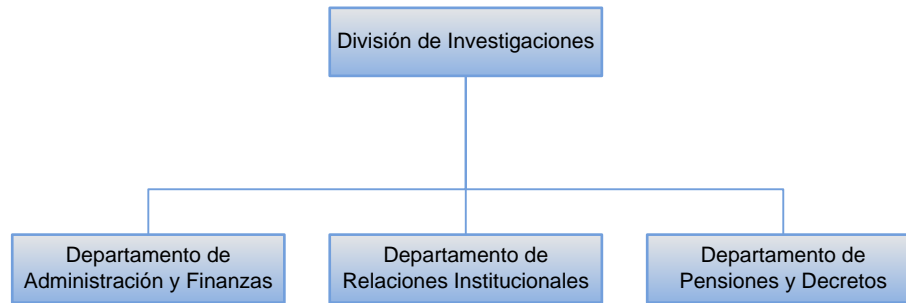 División de Investigaciones
Departamento de
Administración y Finanzas
Departamento de
Relaciones Institucionales
Departamento de
Pensiones y Decretos